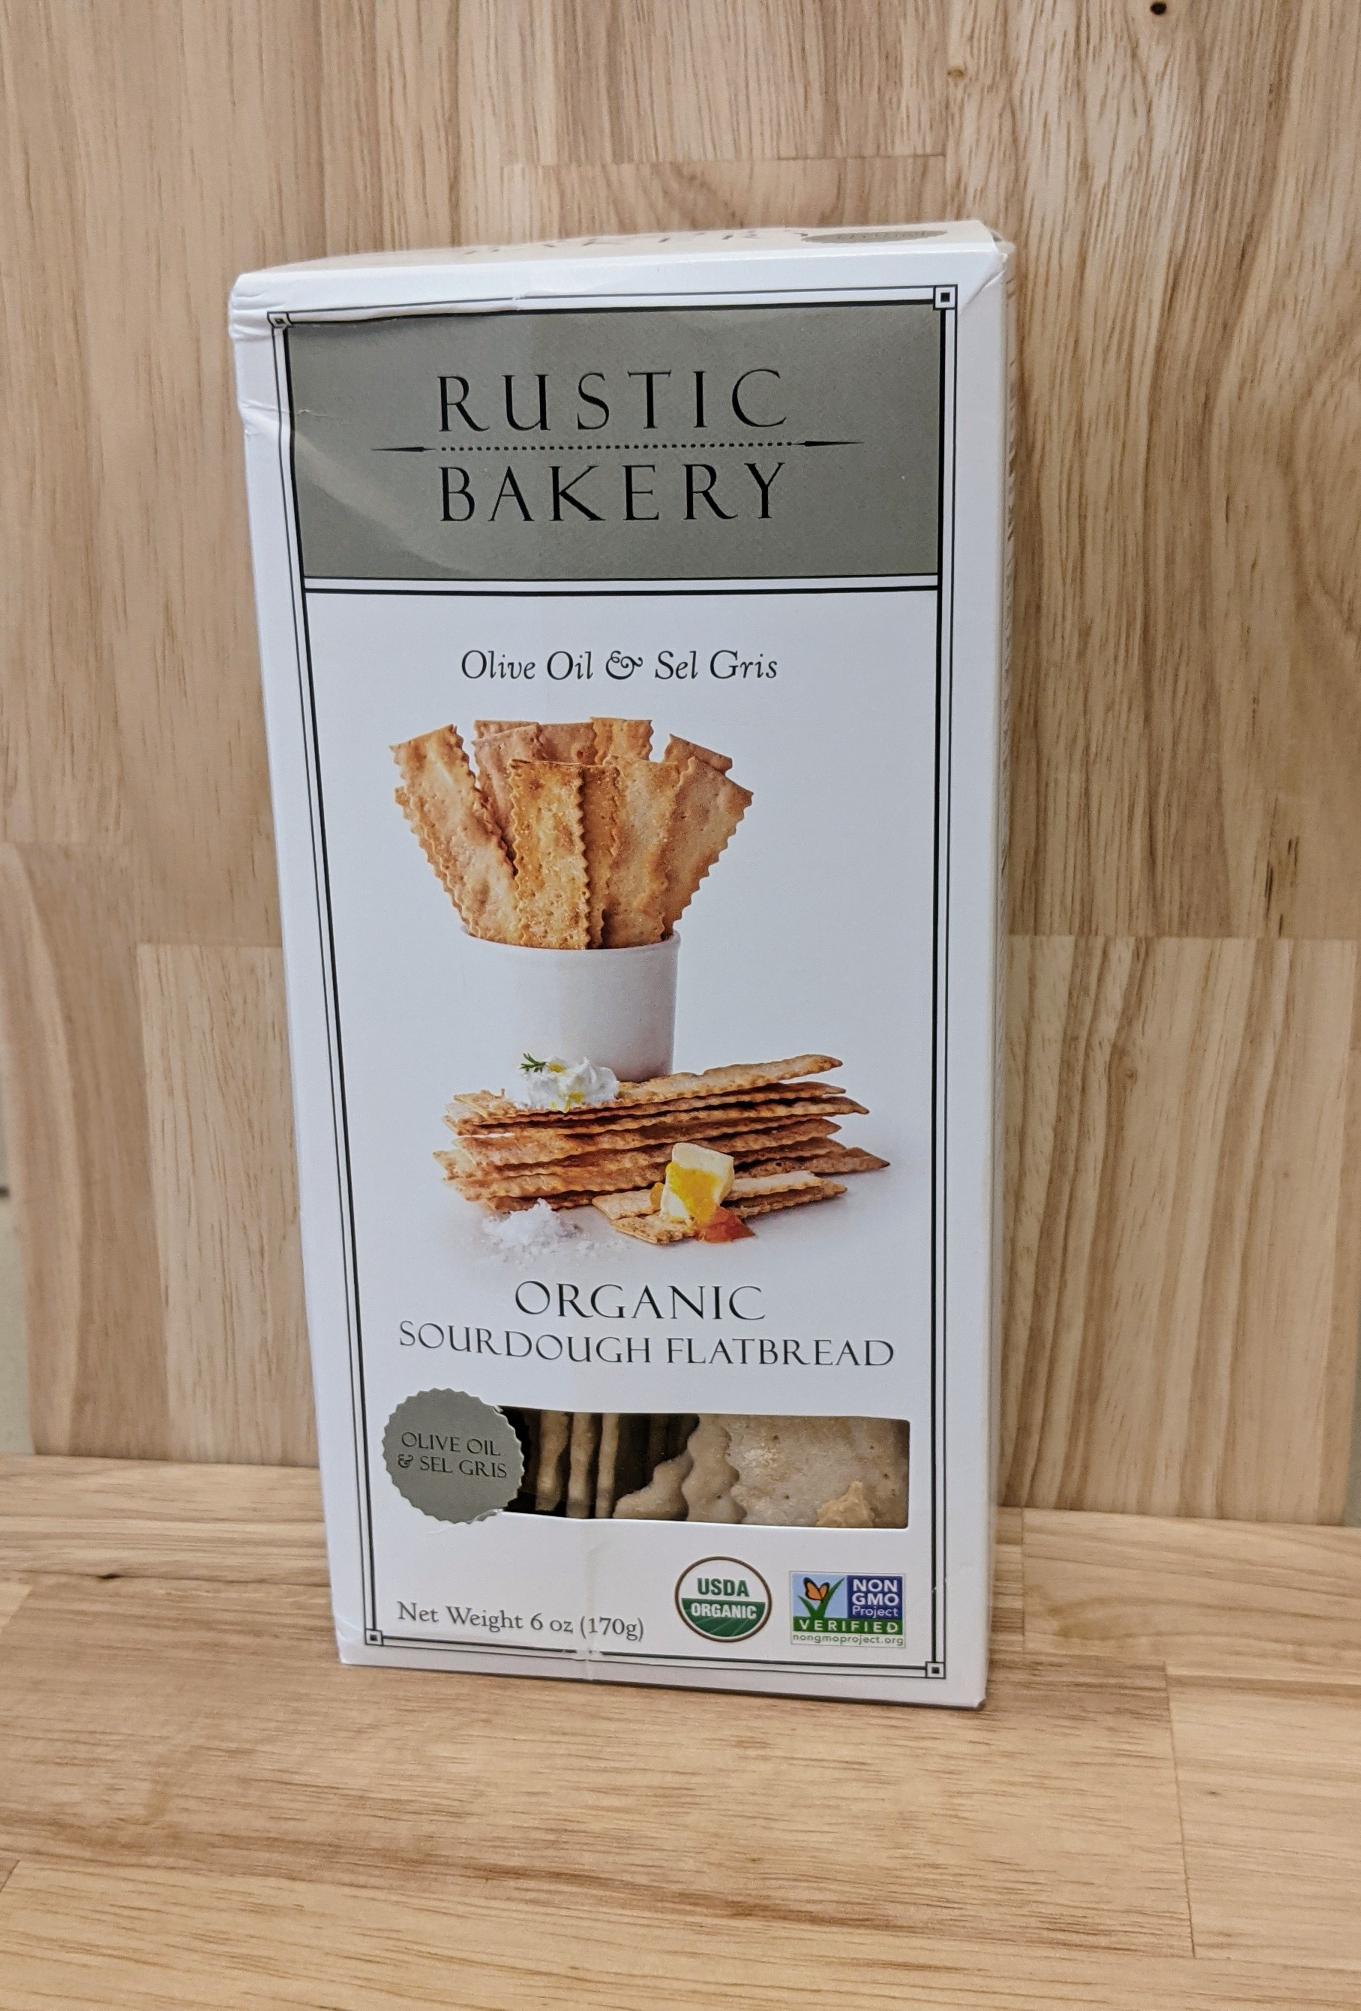 RUSTIC
BAKERY
Olive Oil & Sel Gris
ORGANIC
SOURDOUGH FLATBREAD
OLIVE OIL
& SEL GRIS
Net Weight 6 oz (170g)
USDA
ORGANIC
NON
GMO
Project
VERIFIED
nongmoproject.org